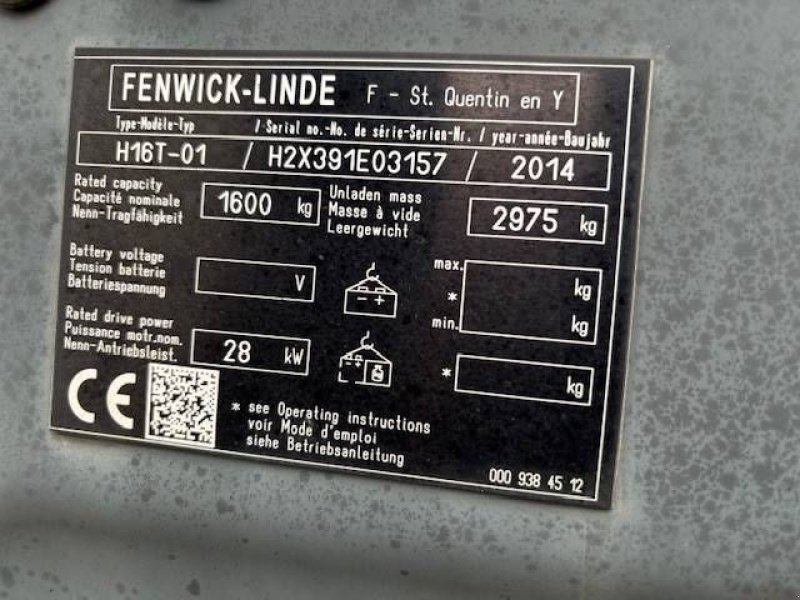 FENWICK-LINDE F - St. Quentin en Y
Type-Modèle-Typ / Serial no.-No. de série-Serien-Nr. / year-année-Baujahr
H16T-01 / H2X391E03157 / 2014
Rated capacity
Capacité nominale
Nenn-Tragfähigkeit
1600 kg
Unladen mass
Masse à vide
Leergewicht
2975 kg
Battery voltage
Tension batterie
Batteriespannung
V
max. kg
*
min. kg
Rated drive power
Puissance motr.nom.
Nenn-Antriebsleist.
28 kW
* kg
CE
* see Operating instructions
voir Mode d'emploi
siehe Betriebsanleitung
000 938 45 12